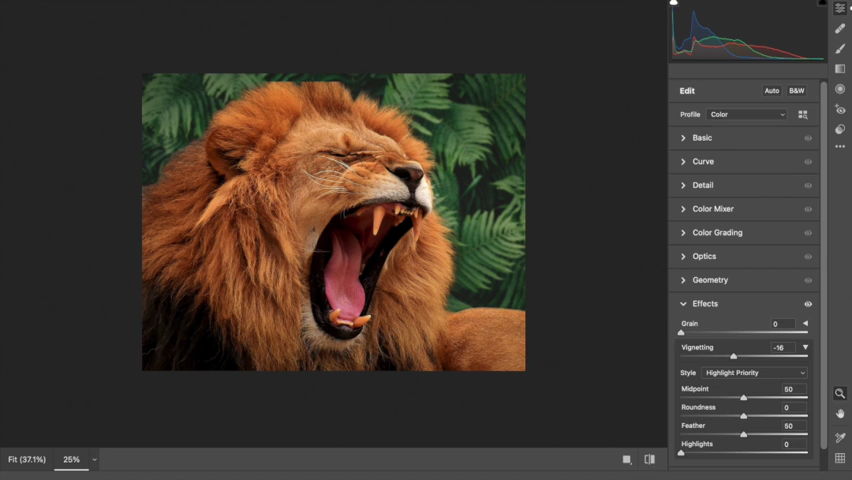 Edit Auto B&W
Profile Color
Basic
Curve
Detail
Color Mixer
Color Grading
Optics
Geometry
Effects
Grain 0
Vignetting -16
Style Highlight Priority
Midpoint 50
Roundness 0
Feather 50
Highlights 0
Fit (37.1%) 25%